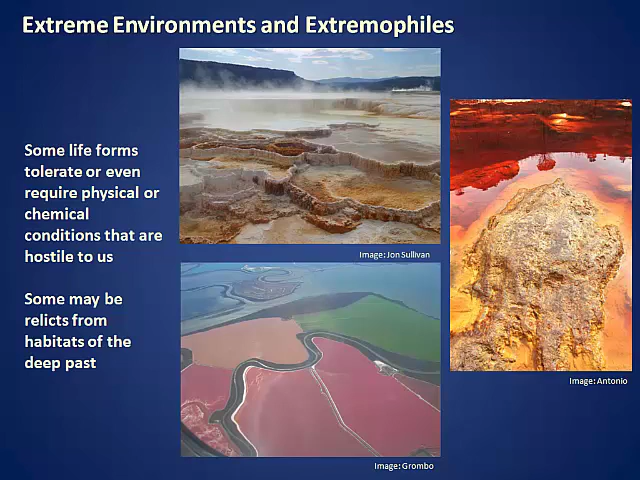 Extreme Environments and Extremophiles
Some life forms
tolerate or even
require physical or
chemical
conditions that are
hostile to us
Some may be
relicts from
habitats of the
deep past
Image: Jon Sullivan
Image: Antonio
Image: Grombo